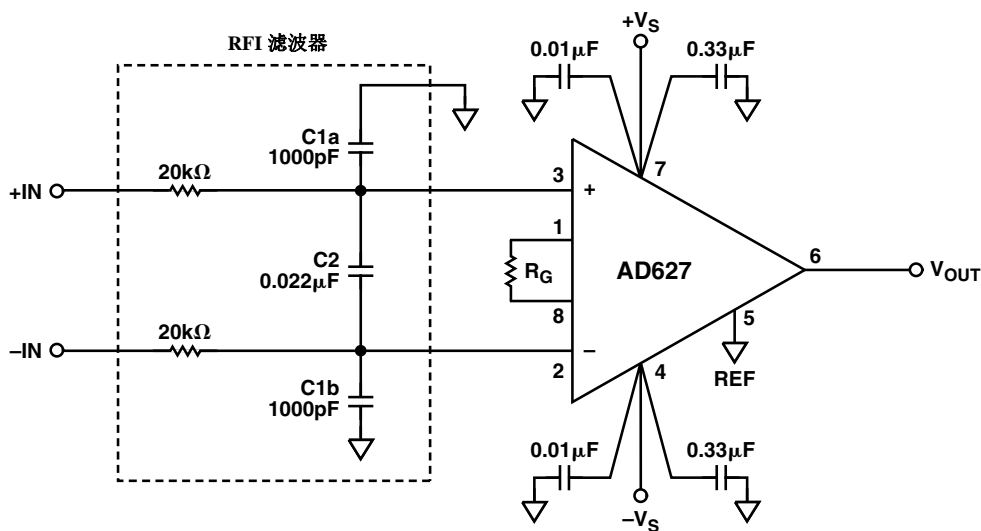 RFI 滤波器
+VS
0.01μF
0.33μF
C1a
1000pF
20kΩ
+IN
3
+
7
1
C2
0.022μF
RG
AD627
6
VOUT
8
20kΩ
5
–IN
–
2
4
REF
C1b
1000pF
0.01μF
0.33μF
–VS